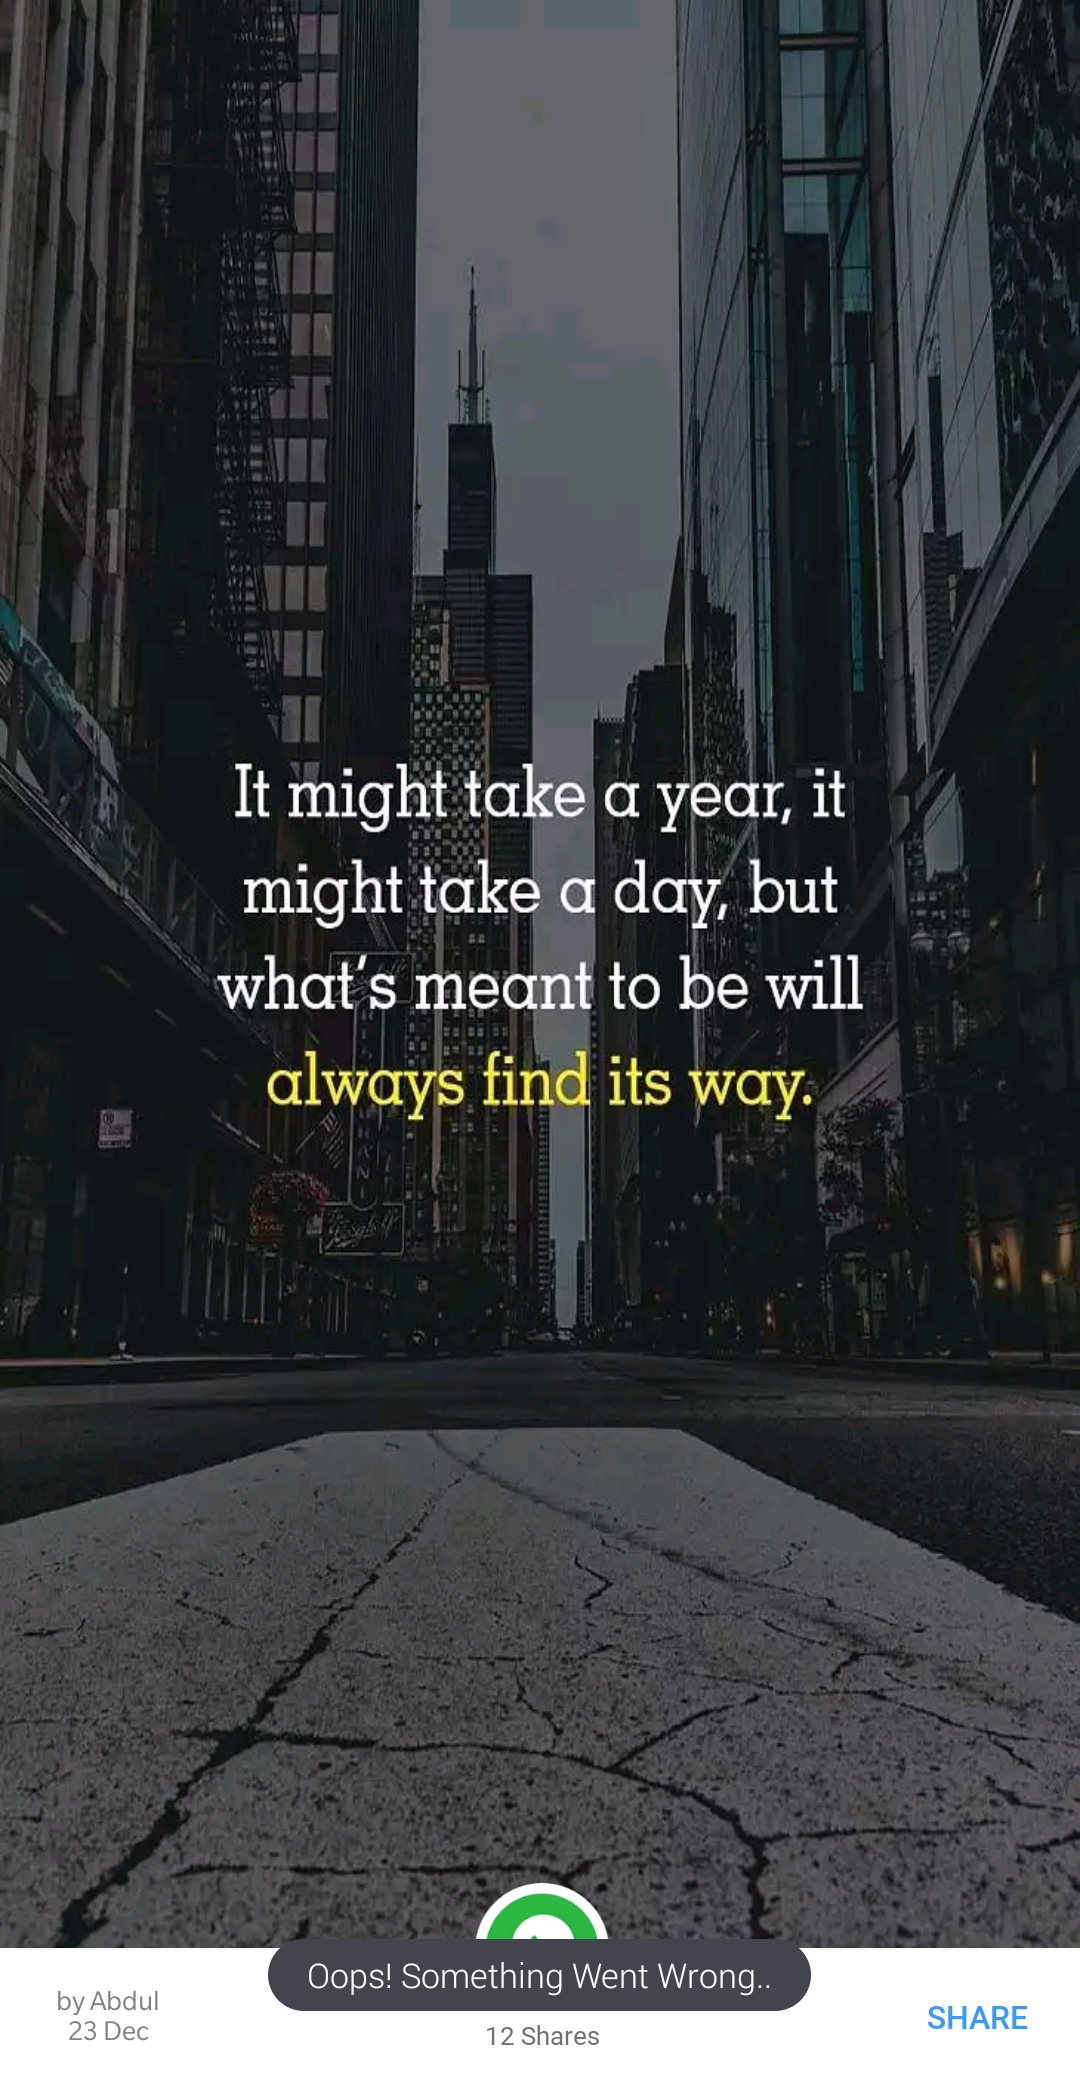 It might take a year, it
might take a day, but
what's meant to be will
always find its way.
Oops! Something Went Wrong..
by Abdul
23 Dec
12 Shares
SHARE